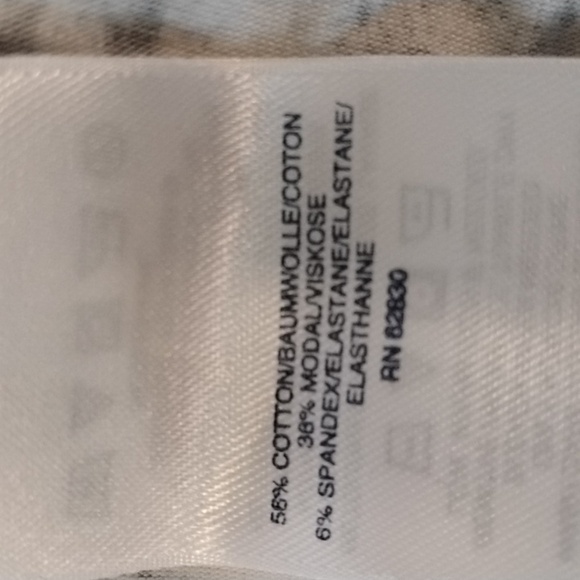 56% COTTON/BAUMWOLLE/COTON
38% MODAL/VISKOSE
6% SPANDEX/ELASTANE/ELASTANE/
ELASTHANNE
RN 62830